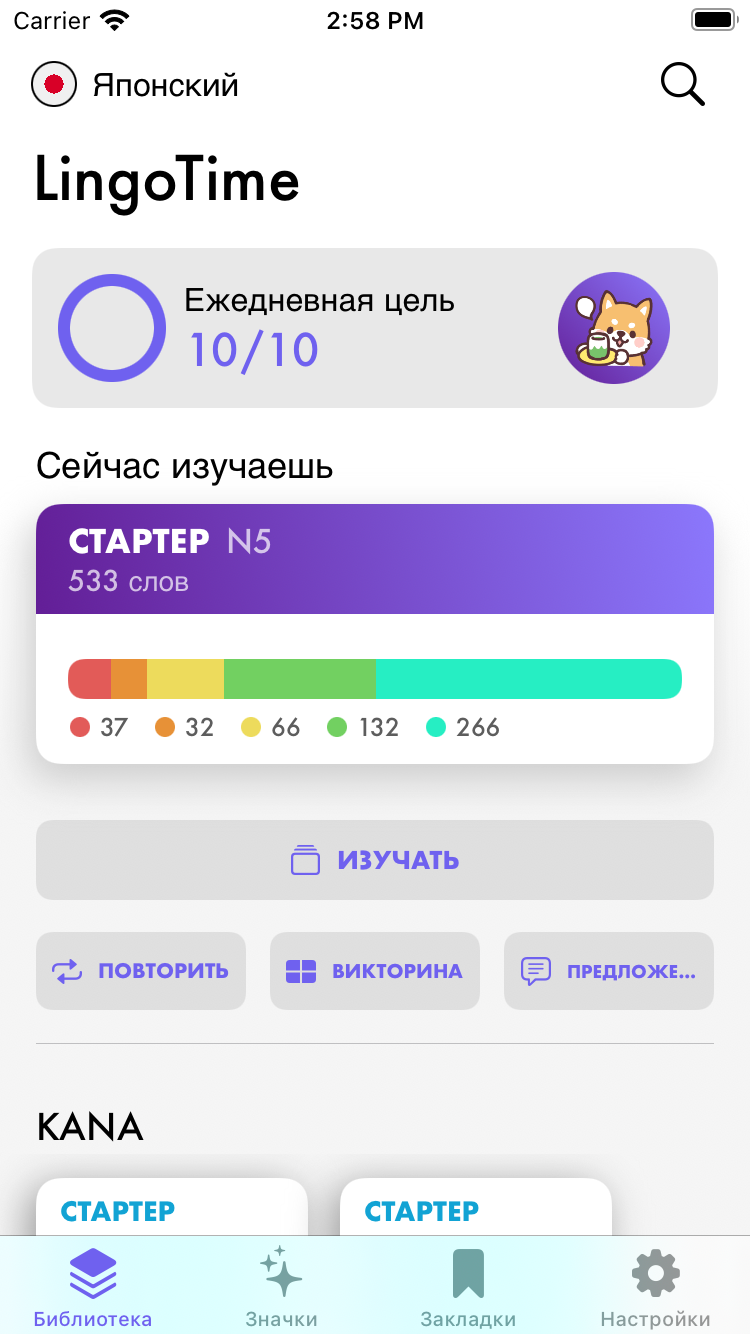 Carrier 2:58 PM
Японский
LingoTime
Ежедневная цель
10/10
Сейчас изучаешь
СТАРТЕР N5
533 слов
37 32 66 132 266
ИЗУЧАТЬ
ПОВТОРИТЬ ВИКТОРИНА ПРЕДЛОЖЕ...
KANA
СТАРТЕР СТАРТЕР
Библиотека Значки Закладки Настройки